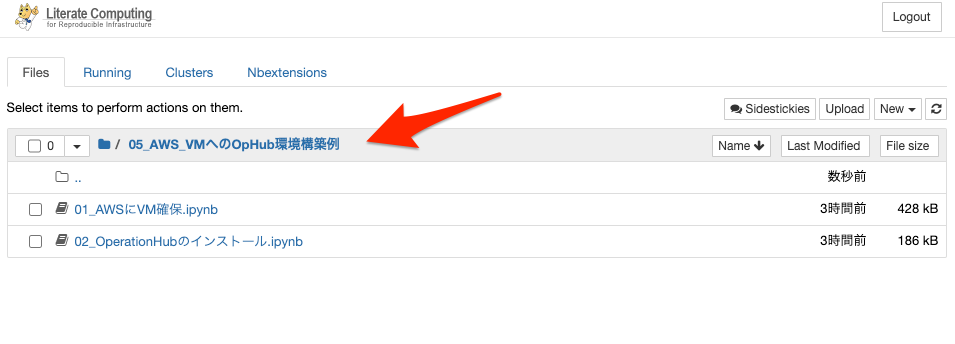 Literate Computing
for Reproducible Infrastructure
Logout
Files Running Clusters Nbextensions
Select items to perform actions on them.
Sidestickies Upload New
0 / 05_AWS_VMへのOpHub環境構築例 Name Last Modified File size
.. 数秒前
01_AWSにVM確保.ipynb 3時間前 428 kB
02_OperationHubのインストール.ipynb 3時間前 186 kB